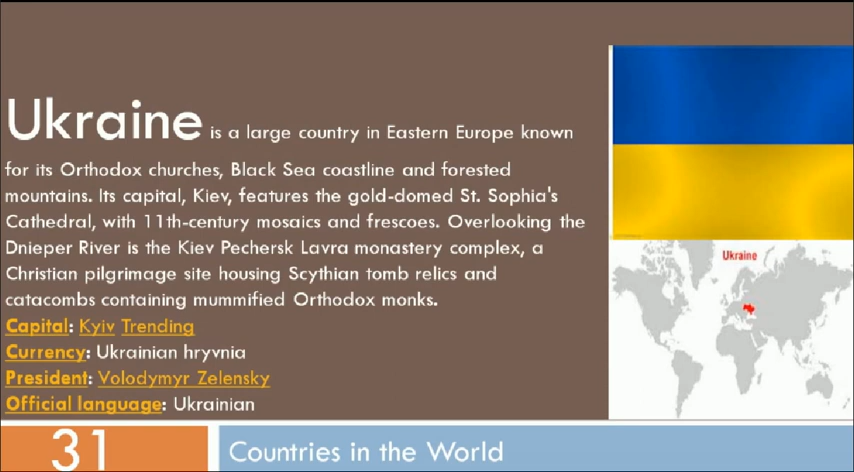 Ukraine is a large country in Eastern Europe known
for its Orthodox churches, Black Sea coastline and forested
mountains. Its capital, Kiev, features the gold-domed St. Sophia's
Cathedral, with 11th-century mosaics and frescoes. Overlooking the
Dnieper River is the Kiev Pechersk Lavra monastery complex, a
Christian pilgrimage site housing Scythian tomb relics and
catacombs containing mummified Orthodox monks.
Capital: Kyiv Trending
Currency: Ukrainian hryvnia
President: Volodymyr Zelensky
Official language: Ukrainian
Ukraine
31
Countries in the World